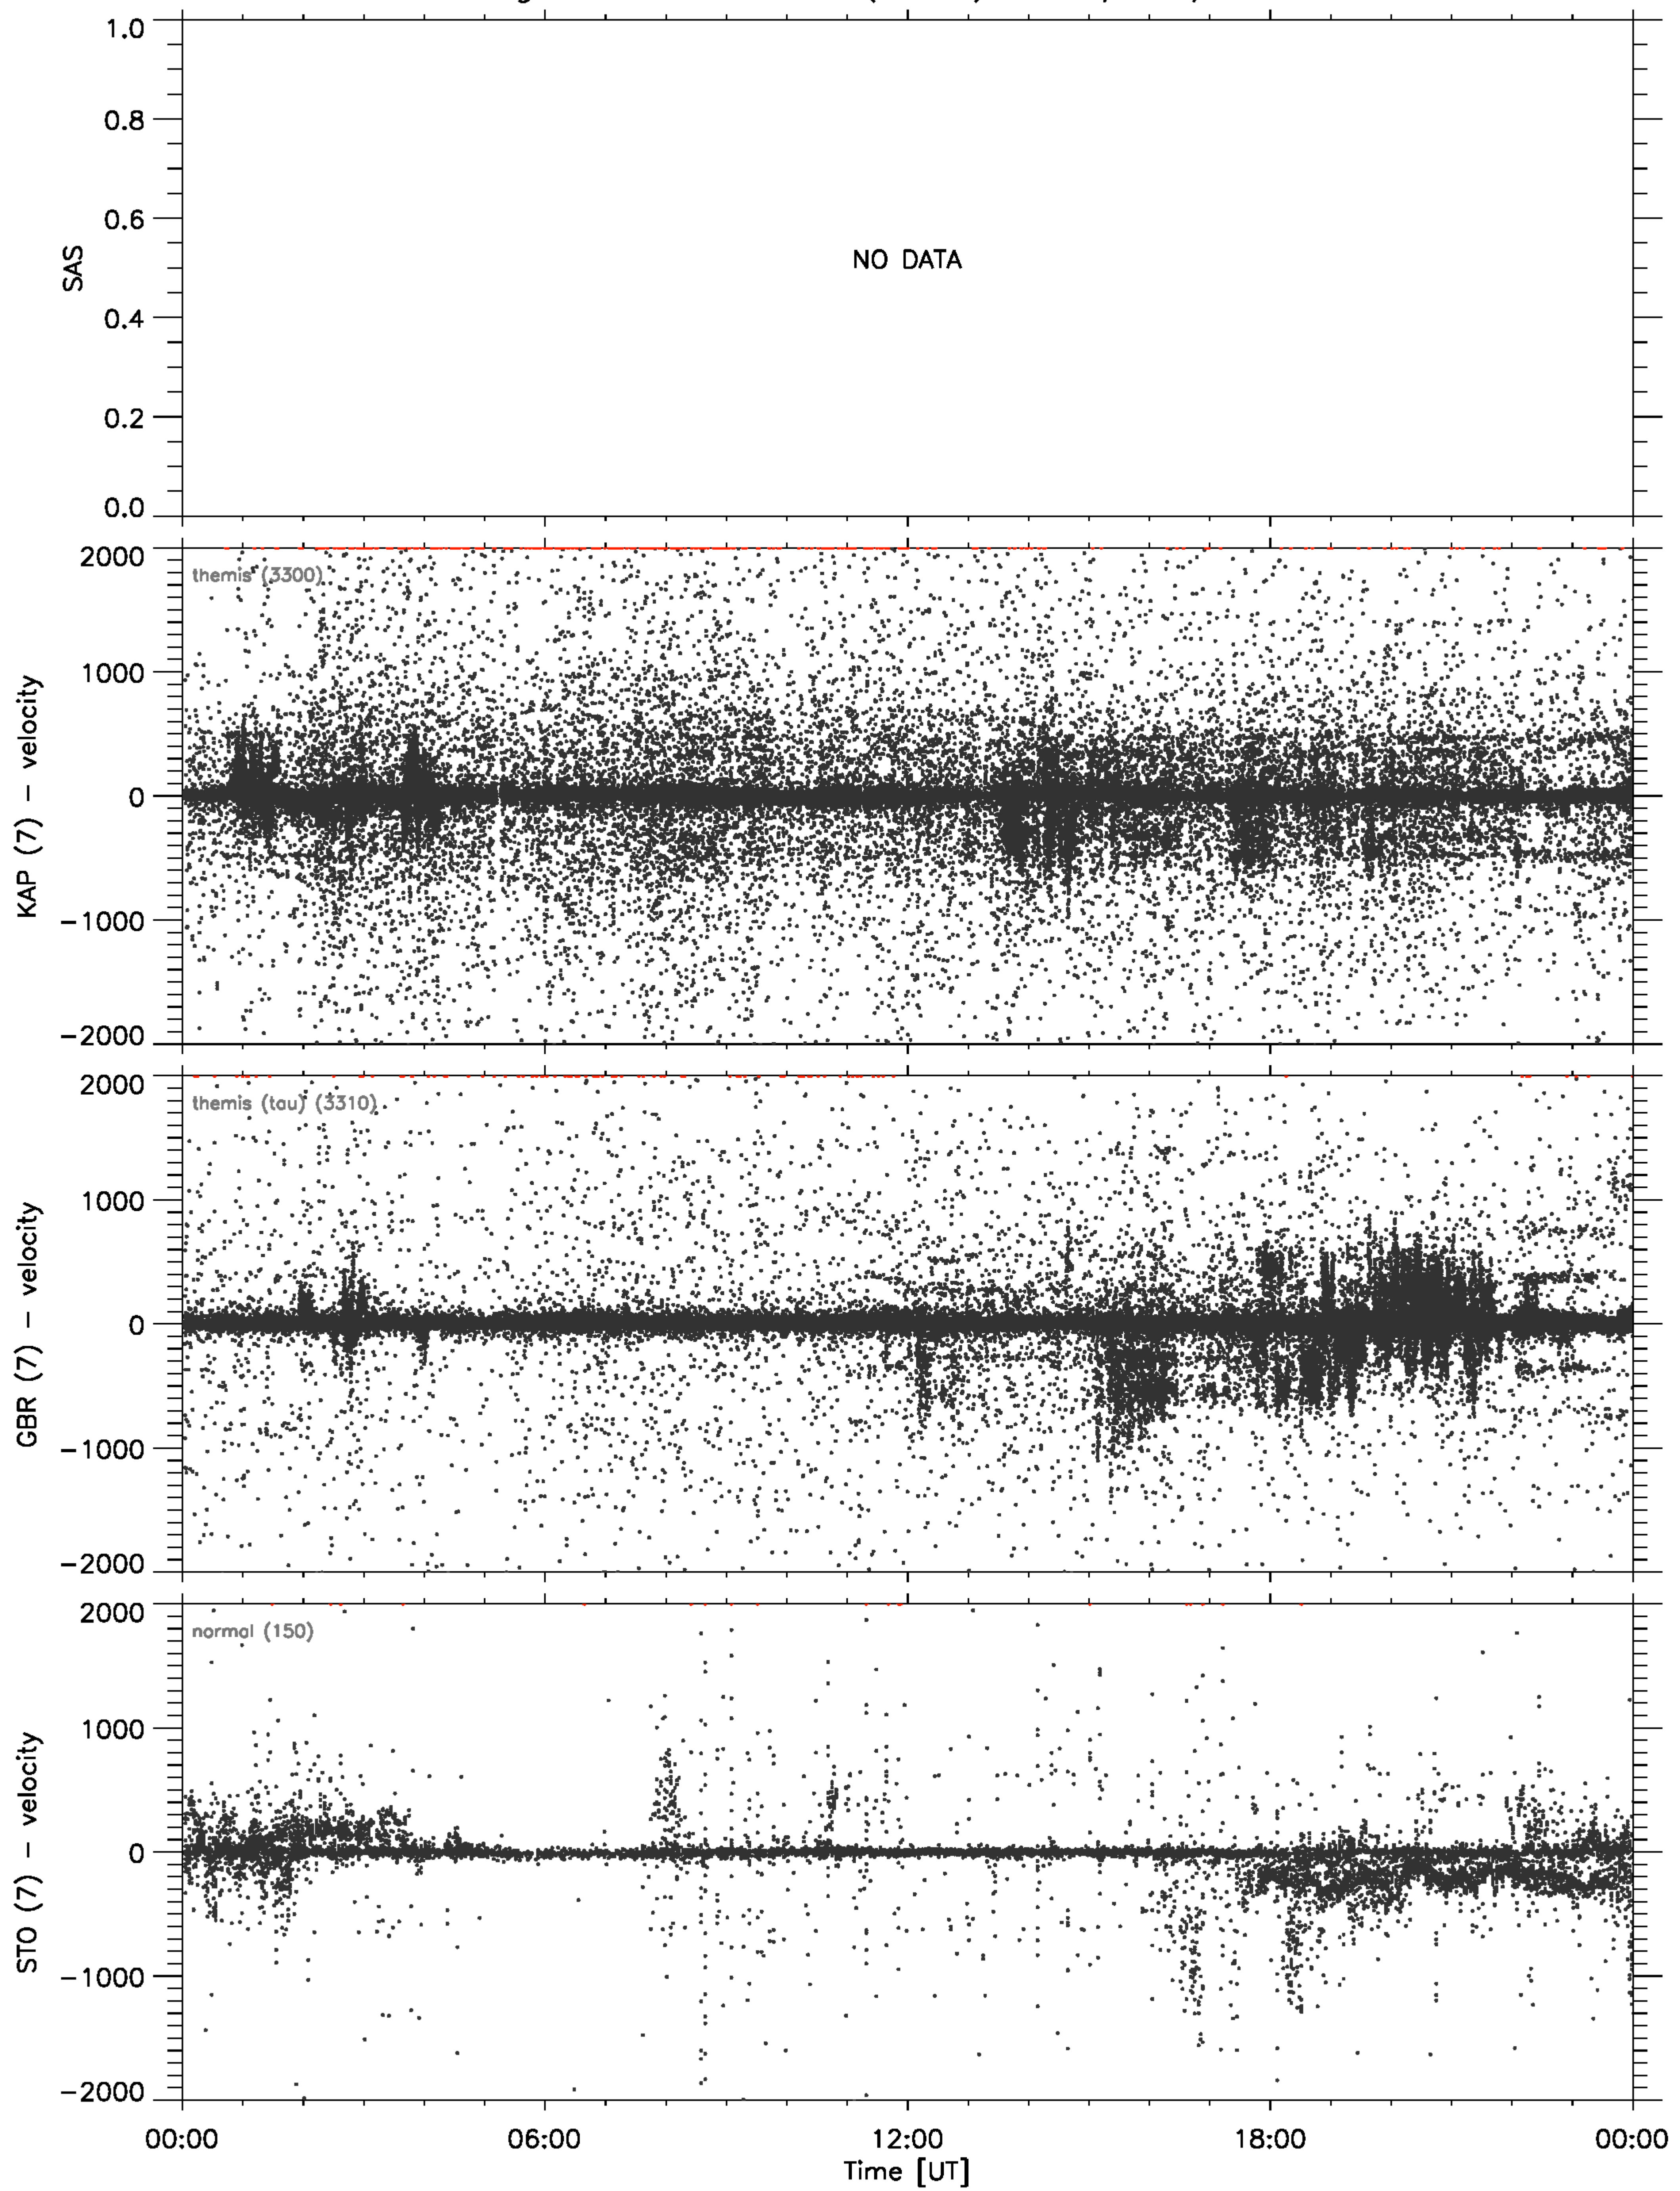 1.0
0.8
0.6
0.4
0.2
0.0
SAS
NO DATA
2000
1000
0
−1000
−2000
KAP (7) − velocity
themis (3300)
2000
1000
0
−1000
−2000
GBR (7) − velocity
themis (tau) (3310)
2000
1000
0
−1000
−2000
STO (7) − velocity
normal (150)
00:00 06:00 12:00 18:00 00:00
Time [UT]